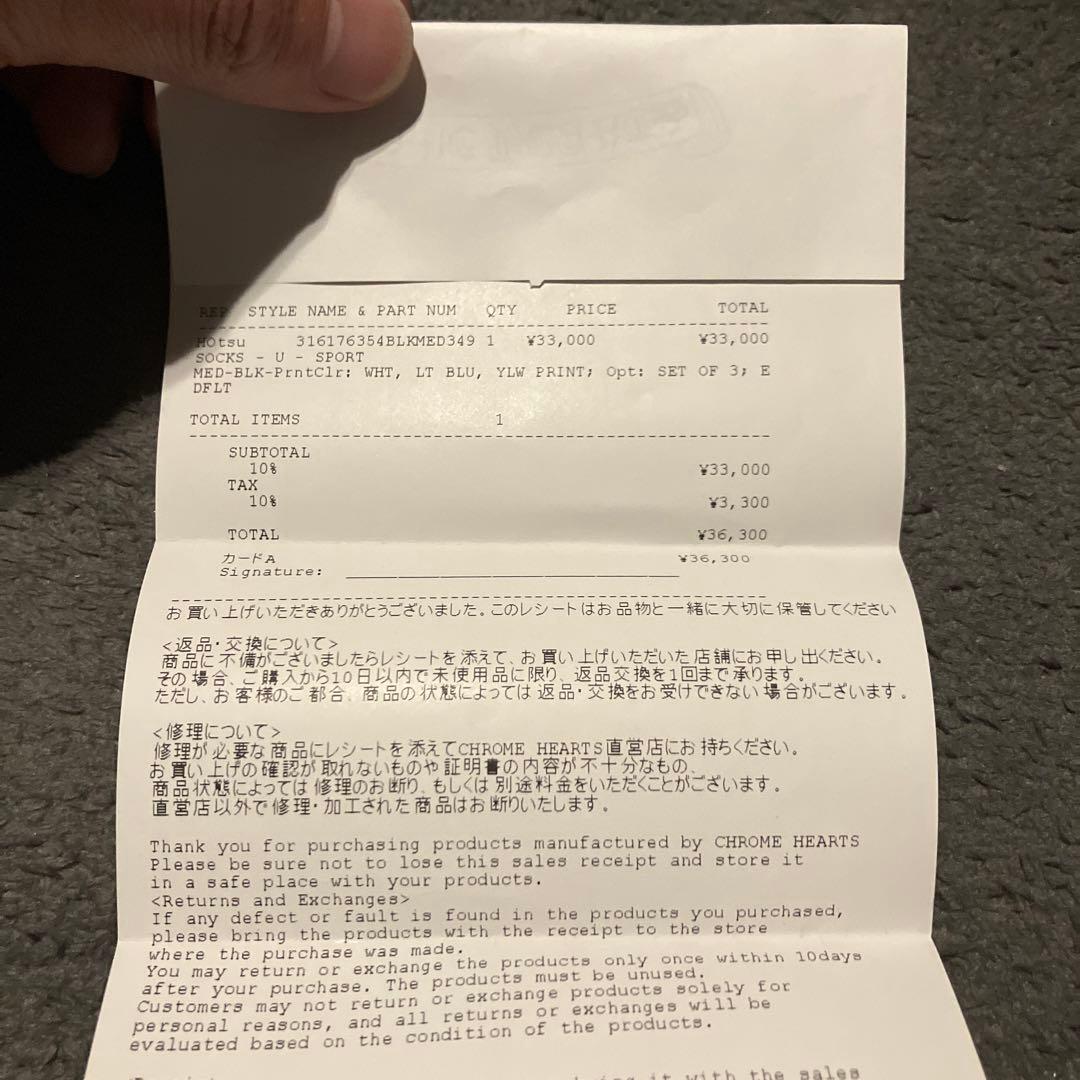 REP STYLE NAME & PART NUM QTY PRICE TOTAL
Hotsu 316176354BLKMED349 1 ¥33,000 ¥33,000
SOCKS - U - SPORT
MED-BLK-PrntClr: WHT, LT BLU, YLW PRINT; Opt: SET OF 3; E
DFLT
TOTAL ITEMS 1
SUBTOTAL
10% ¥33,000
TAX
10% ¥3,300
TOTAL ¥36,300
カードA ¥36,300
Signature:
お買い上げいただきありがとうございました。このレシートはお品物と一緒に大切に保管してください
<返品・交換について>
商品に不備がございましたらレシートを添えて、お買い上げいただいた店舗にお申し出ください。
その場合、ご購入から10日以内で未使用品に限り、返品交換を1回まで承ります。
ただし、お客様のご都合、商品の状態によっては返品・交換をお受けできない場合がございます。
<修理について>
修理が必要な商品にレシートを添えてCHROME HEARTS直営店にお持ちください。
お買い上げの確認が取れないものや証明書の内容が不十分なもの、
商品状態によっては修理のお断り、もしくは別途料金をいただくことがございます。
直営店以外で修理・加工された商品はお断りいたします。
Thank you for purchasing products manufactured by CHROME HEARTS
Please be sure not to lose this sales receipt and store it
in a safe place with your products.
<Returns and Exchanges>
If any defect or fault is found in the products you purchased,
please bring the products with the receipt to the store
where the purchase was made.
You may return or exchange the products only once within 10days
after your purchase. The products must be unused.
Customers may not return or exchange products solely for
personal reasons, and all returns or exchanges will be
evaluated based on the condition of the products.
it with the sales